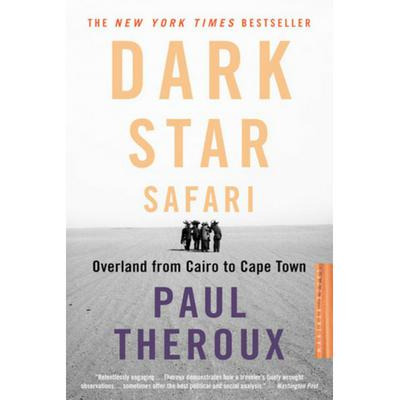 THE NEW YORK TIMES BESTSELLER
DARK
STAR
SAFARI
Overland from Cairo to Cape Town
PAUL
THEROUX
"Relentlessly engaging . . . Theroux demonstrates how a traveler's finely wrought
observations . . . sometimes offer the best political and social analysis." — Washington Post